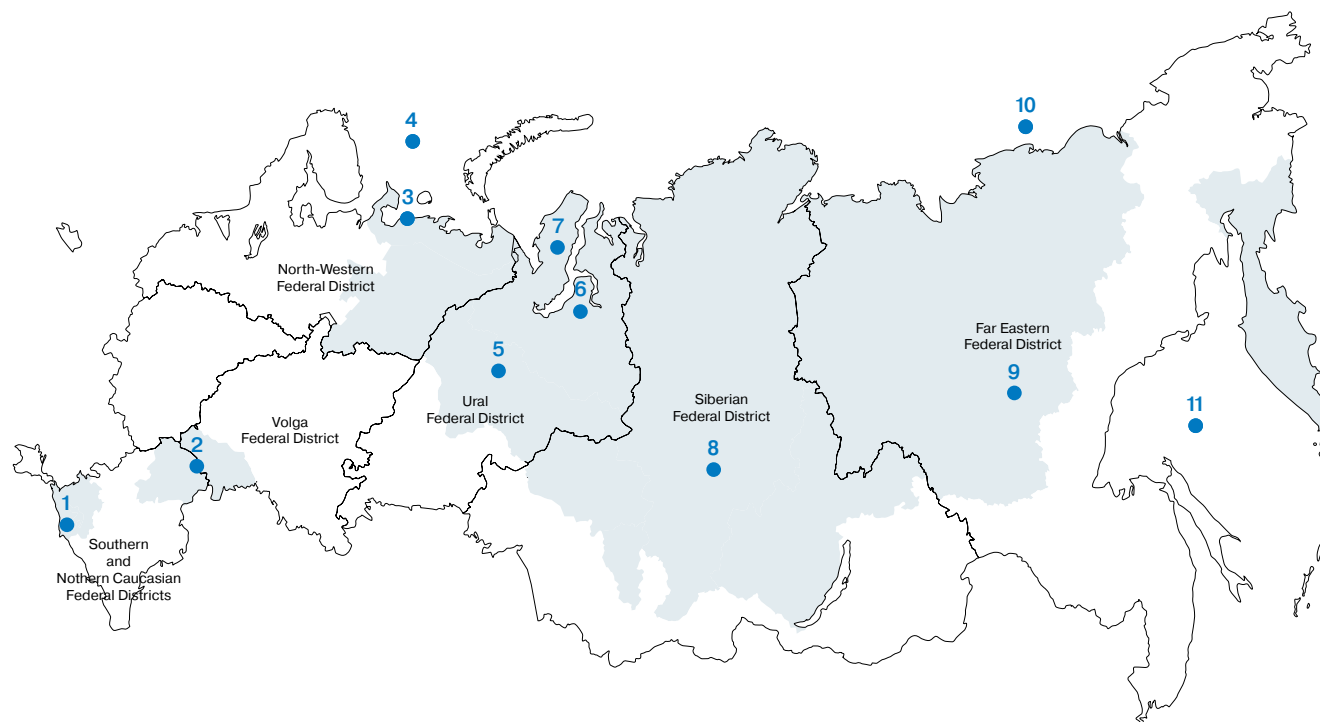 10
4
3
7
North-Western
Federal District
6
Far Eastern
Federal District
5
9
Ural
Federal District
Siberian
Federal District
11
Volga
Federal District
2
8
1
Southern
and
Nothern Caucasian
Federal Districts